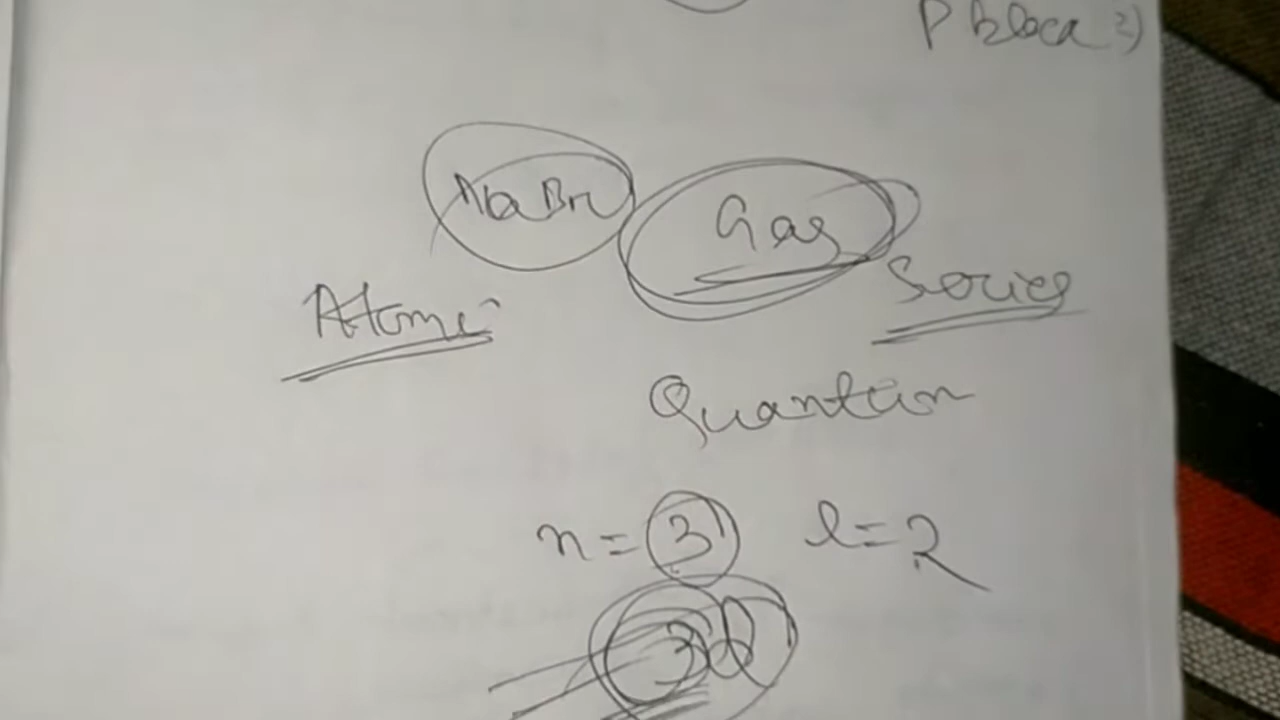 P block
NaBr Gas
Atomic Series
Quantum
n = 3 l = 2
3d